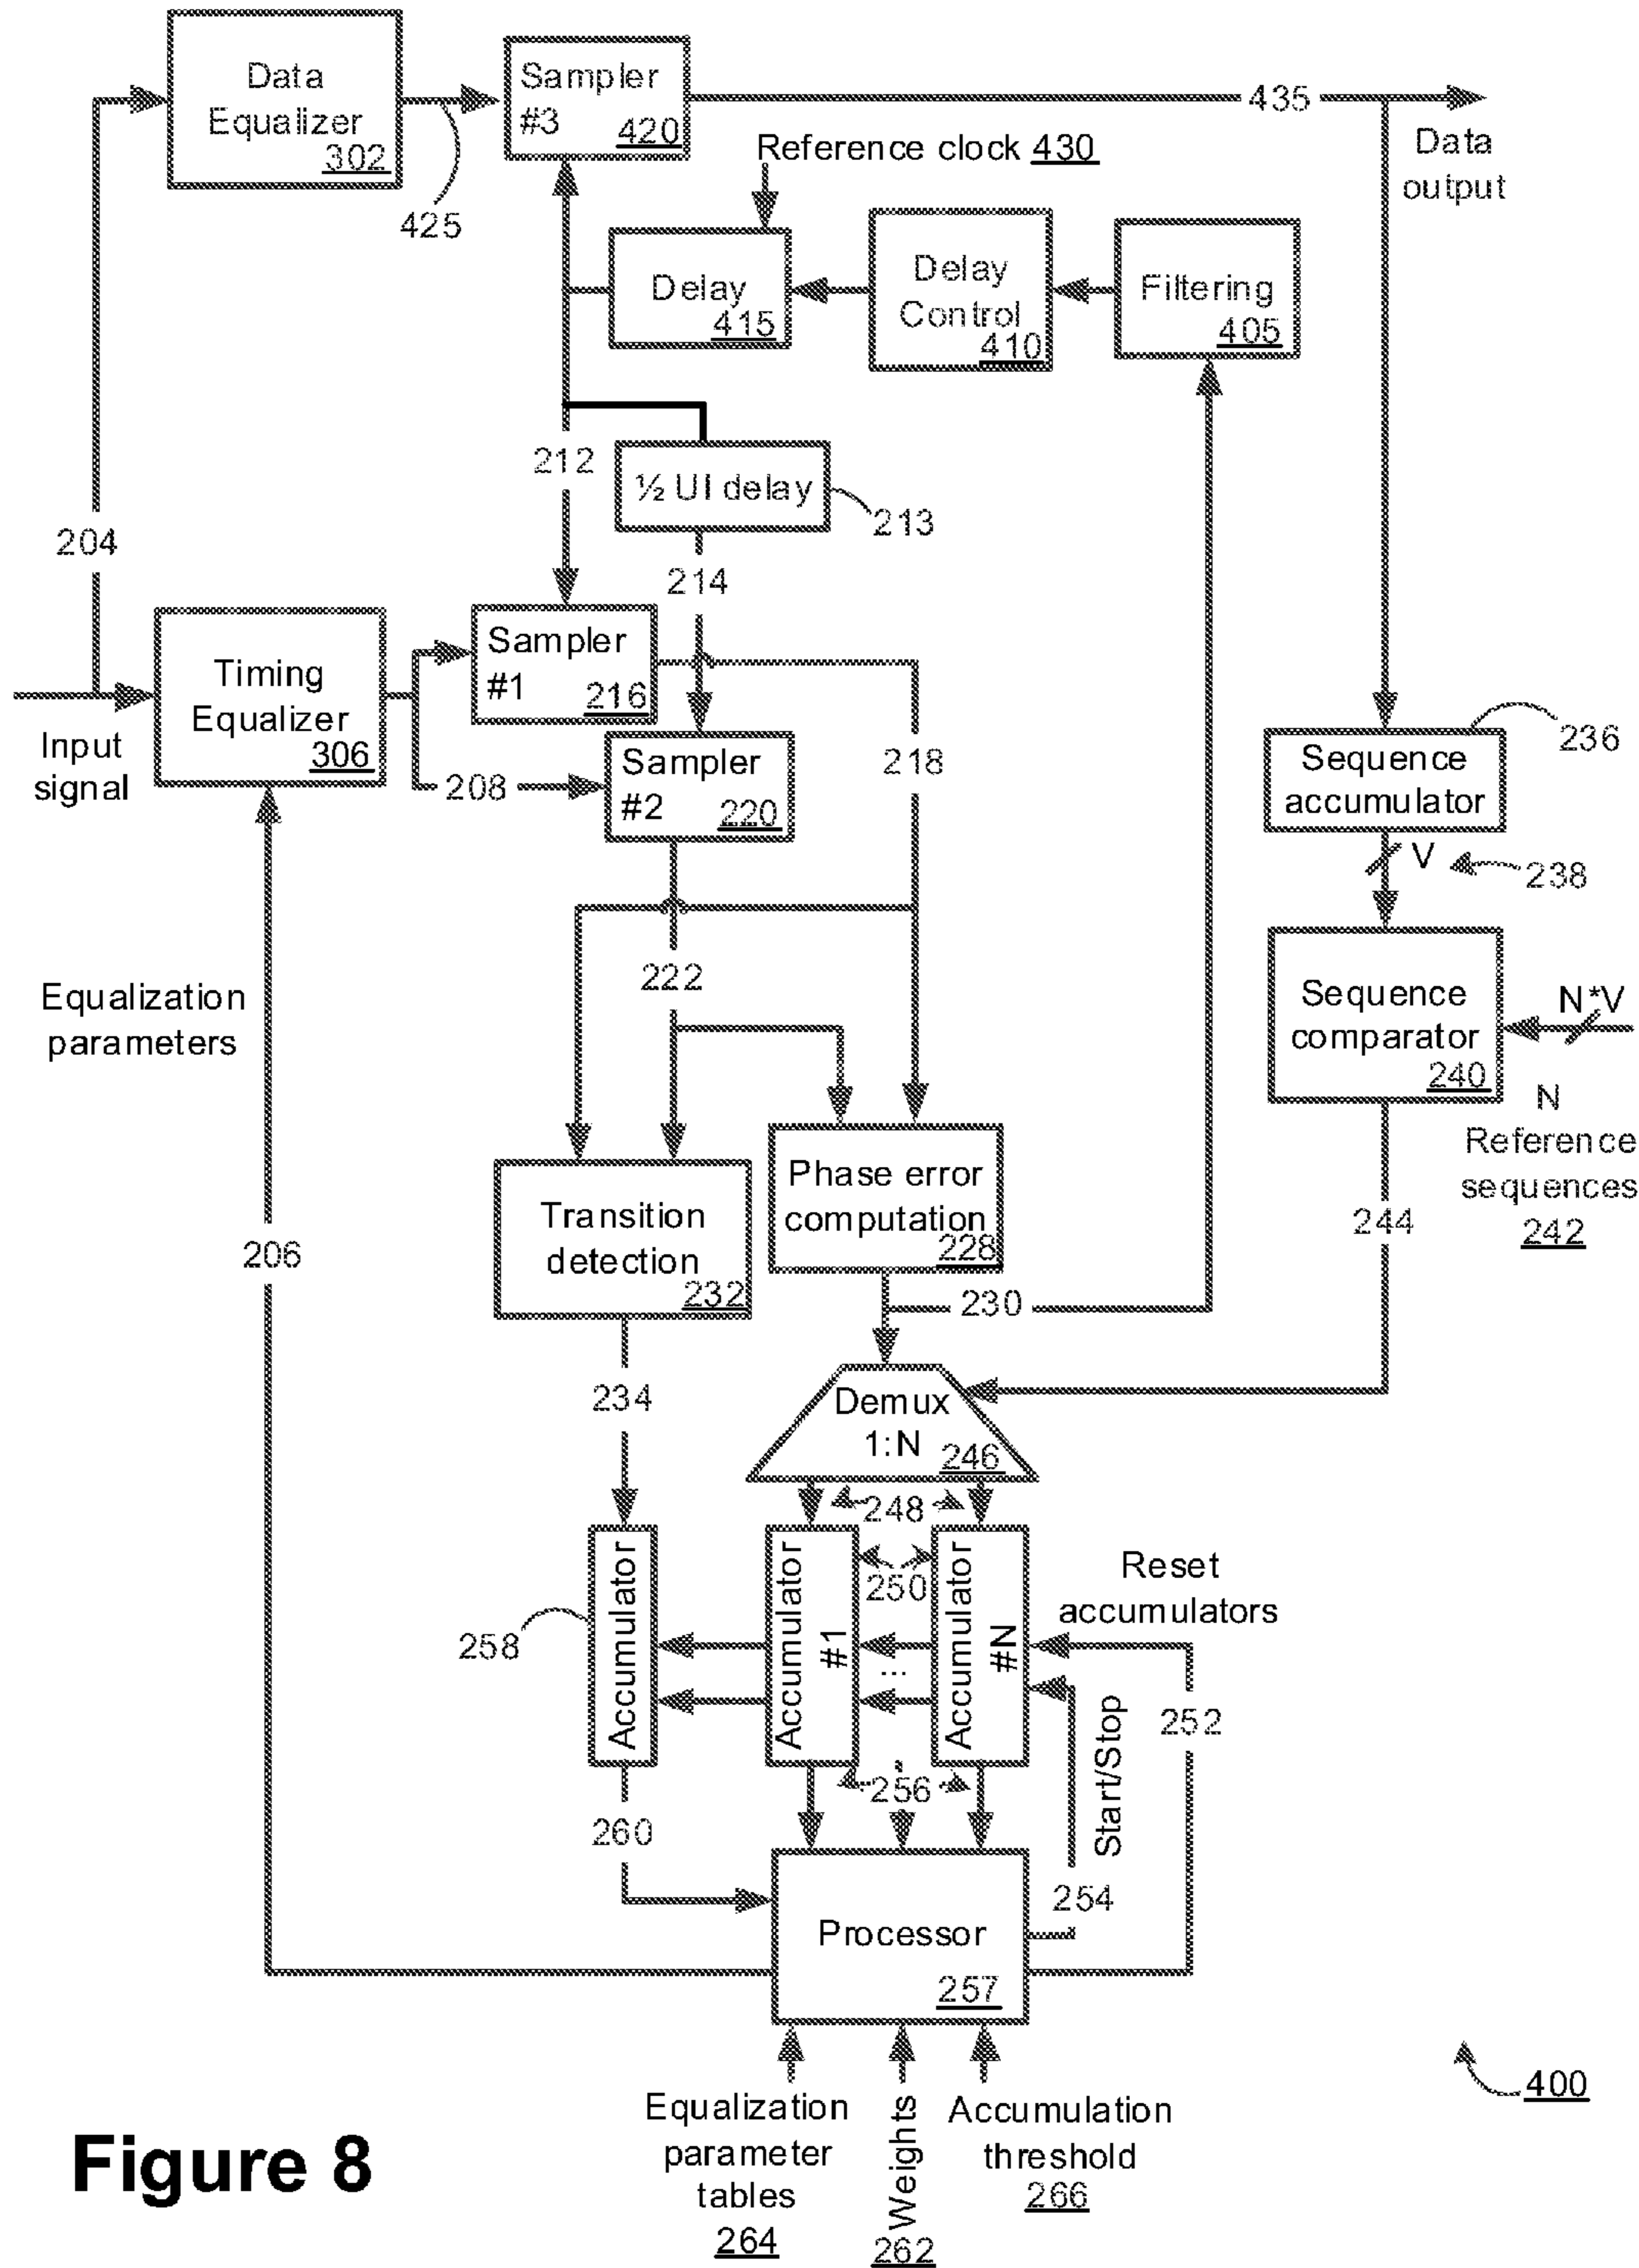 Data
Equalizer
302
Sampler
#3
420
435
Data
output
425
Reference clock 430
Delay
415
Delay
Control
410
Filtering
405
204
212
½ UI delay
213
214
Input
signal
Timing
Equalizer
306
Sampler
#1
216
208
Sampler
#2
220
218
Sequence
accumulator
236
V
238
222
Equalization
parameters
206
Sequence
comparator
240
N*V
N
Reference
sequences
242
244
Transition
detection
232
Phase error
computation
228
230
234
Demux
1:N
246
248
Accumulator
258
Accumulator
#1
250
...
Accumulator
#N
Reset
accumulators
252
Start/Stop
254
256
260
Processor
257
Equalization
parameter
tables
264
Weights
262
Accumulation
threshold
266
400
Figure 8